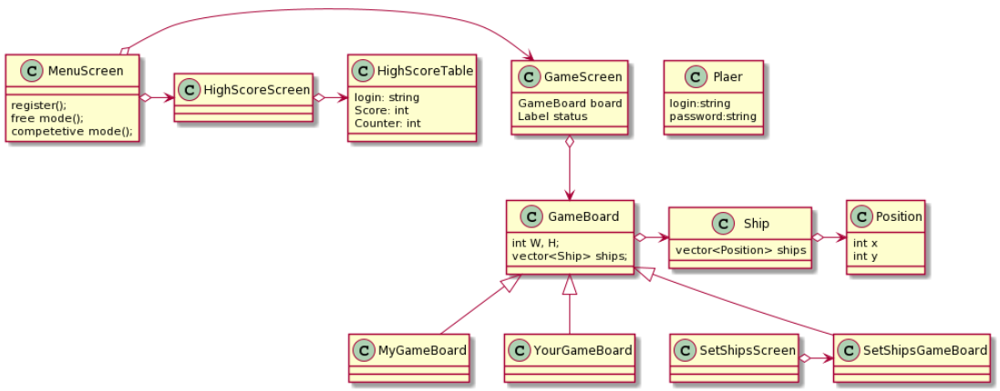 C MenuScreen
register();
free mode();
competetive mode();
C HighScoreScreen
C HighScoreTable
login: string
Score: int
Counter: int
C GameScreen
GameBoard board
Label status
C Plaer
login:string
password:string
C GameBoard
int W, H;
vector<Ship> ships;
C Ship
vector<Position> ships
C Position
int x
int y
C MyGameBoard
C YourGameBoard
C SetShipsScreen
C SetShipsGameBoard